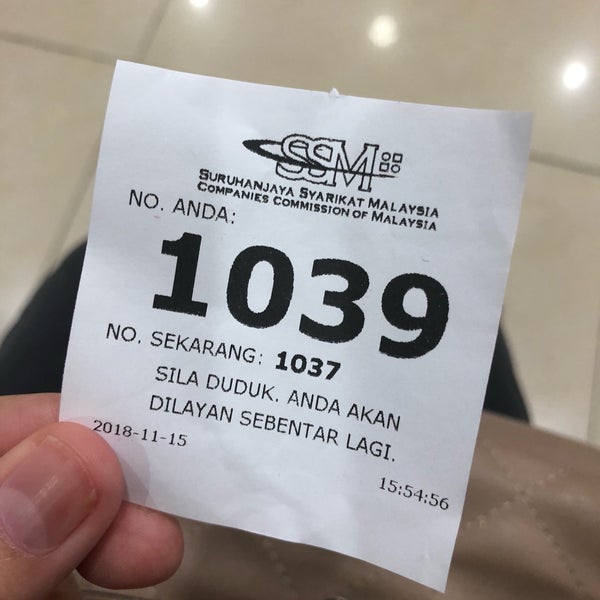 SSM
SURUHANJAYA SYARIKAT MALAYSIA
COMPANIES COMMISSION OF MALAYSIA
NO. ANDA:
1039
NO. SEKARANG: 1037
SILA DUDUK. ANDA AKAN
DILAYAN SEBENTAR LAGI.
2018-11-15
15:54:56